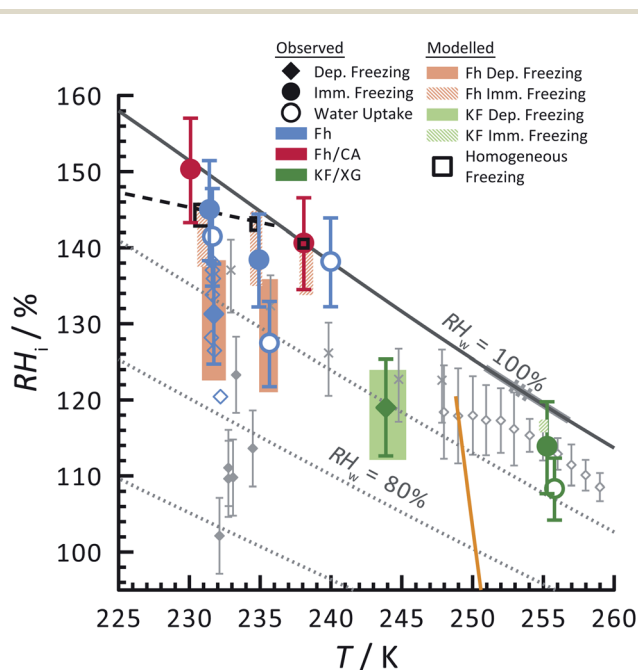 Observed
Dep. Freezing
Imm. Freezing
Water Uptake
Fh
Fh/CA
KF/XG
Modelled
Fh Dep. Freezing
Fh Imm. Freezing
KF Dep. Freezing
KF Imm. Freezing
Homogeneous
Freezing
RHi / %
160
150
140
130
120
110
100
RHw = 100%
RHw = 80%
225 230 235 240 245 250 255 260
T / K